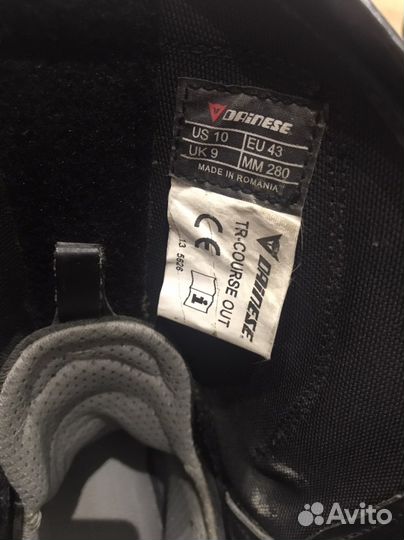 DAINESE
US 10 EU 43
UK 9 MM 280
MADE IN ROMANIA
DAINESE
TR-COURSE OUT
CE
i
13 5626
Avito